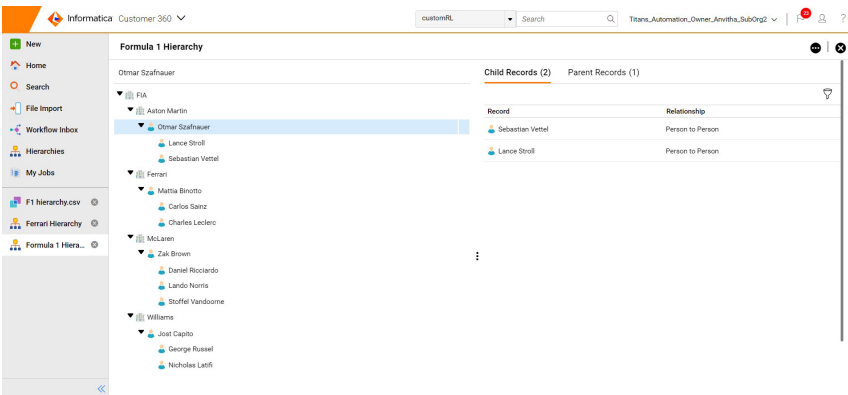 Informatica Customer 360
customRL
Search
Titans_Automation_Owner_Anvitha_SubOrg2
23
?
New
Home
Search
File Import
Workflow Inbox
Hierarchies
My Jobs
F1 hierarchy.csv
Ferrari Hierarchy
Formula 1 Hiera...
Formula 1 Hierarchy
Otmar Szafnauer
FIA
Aston Martin
Otmar Szafnauer
Lance Stroll
Sebastian Vettel
Ferrari
Mattia Binotto
Carlos Sainz
Charles Leclerc
McLaren
Zak Brown
Daniel Ricciardo
Lando Norris
Stoffel Vandoorne
Williams
Jost Capito
George Russel
Nicholas Latifi
Child Records (2) Parent Records (1)
Record Relationship
Sebastian Vettel Person to Person
Lance Stroll Person to Person